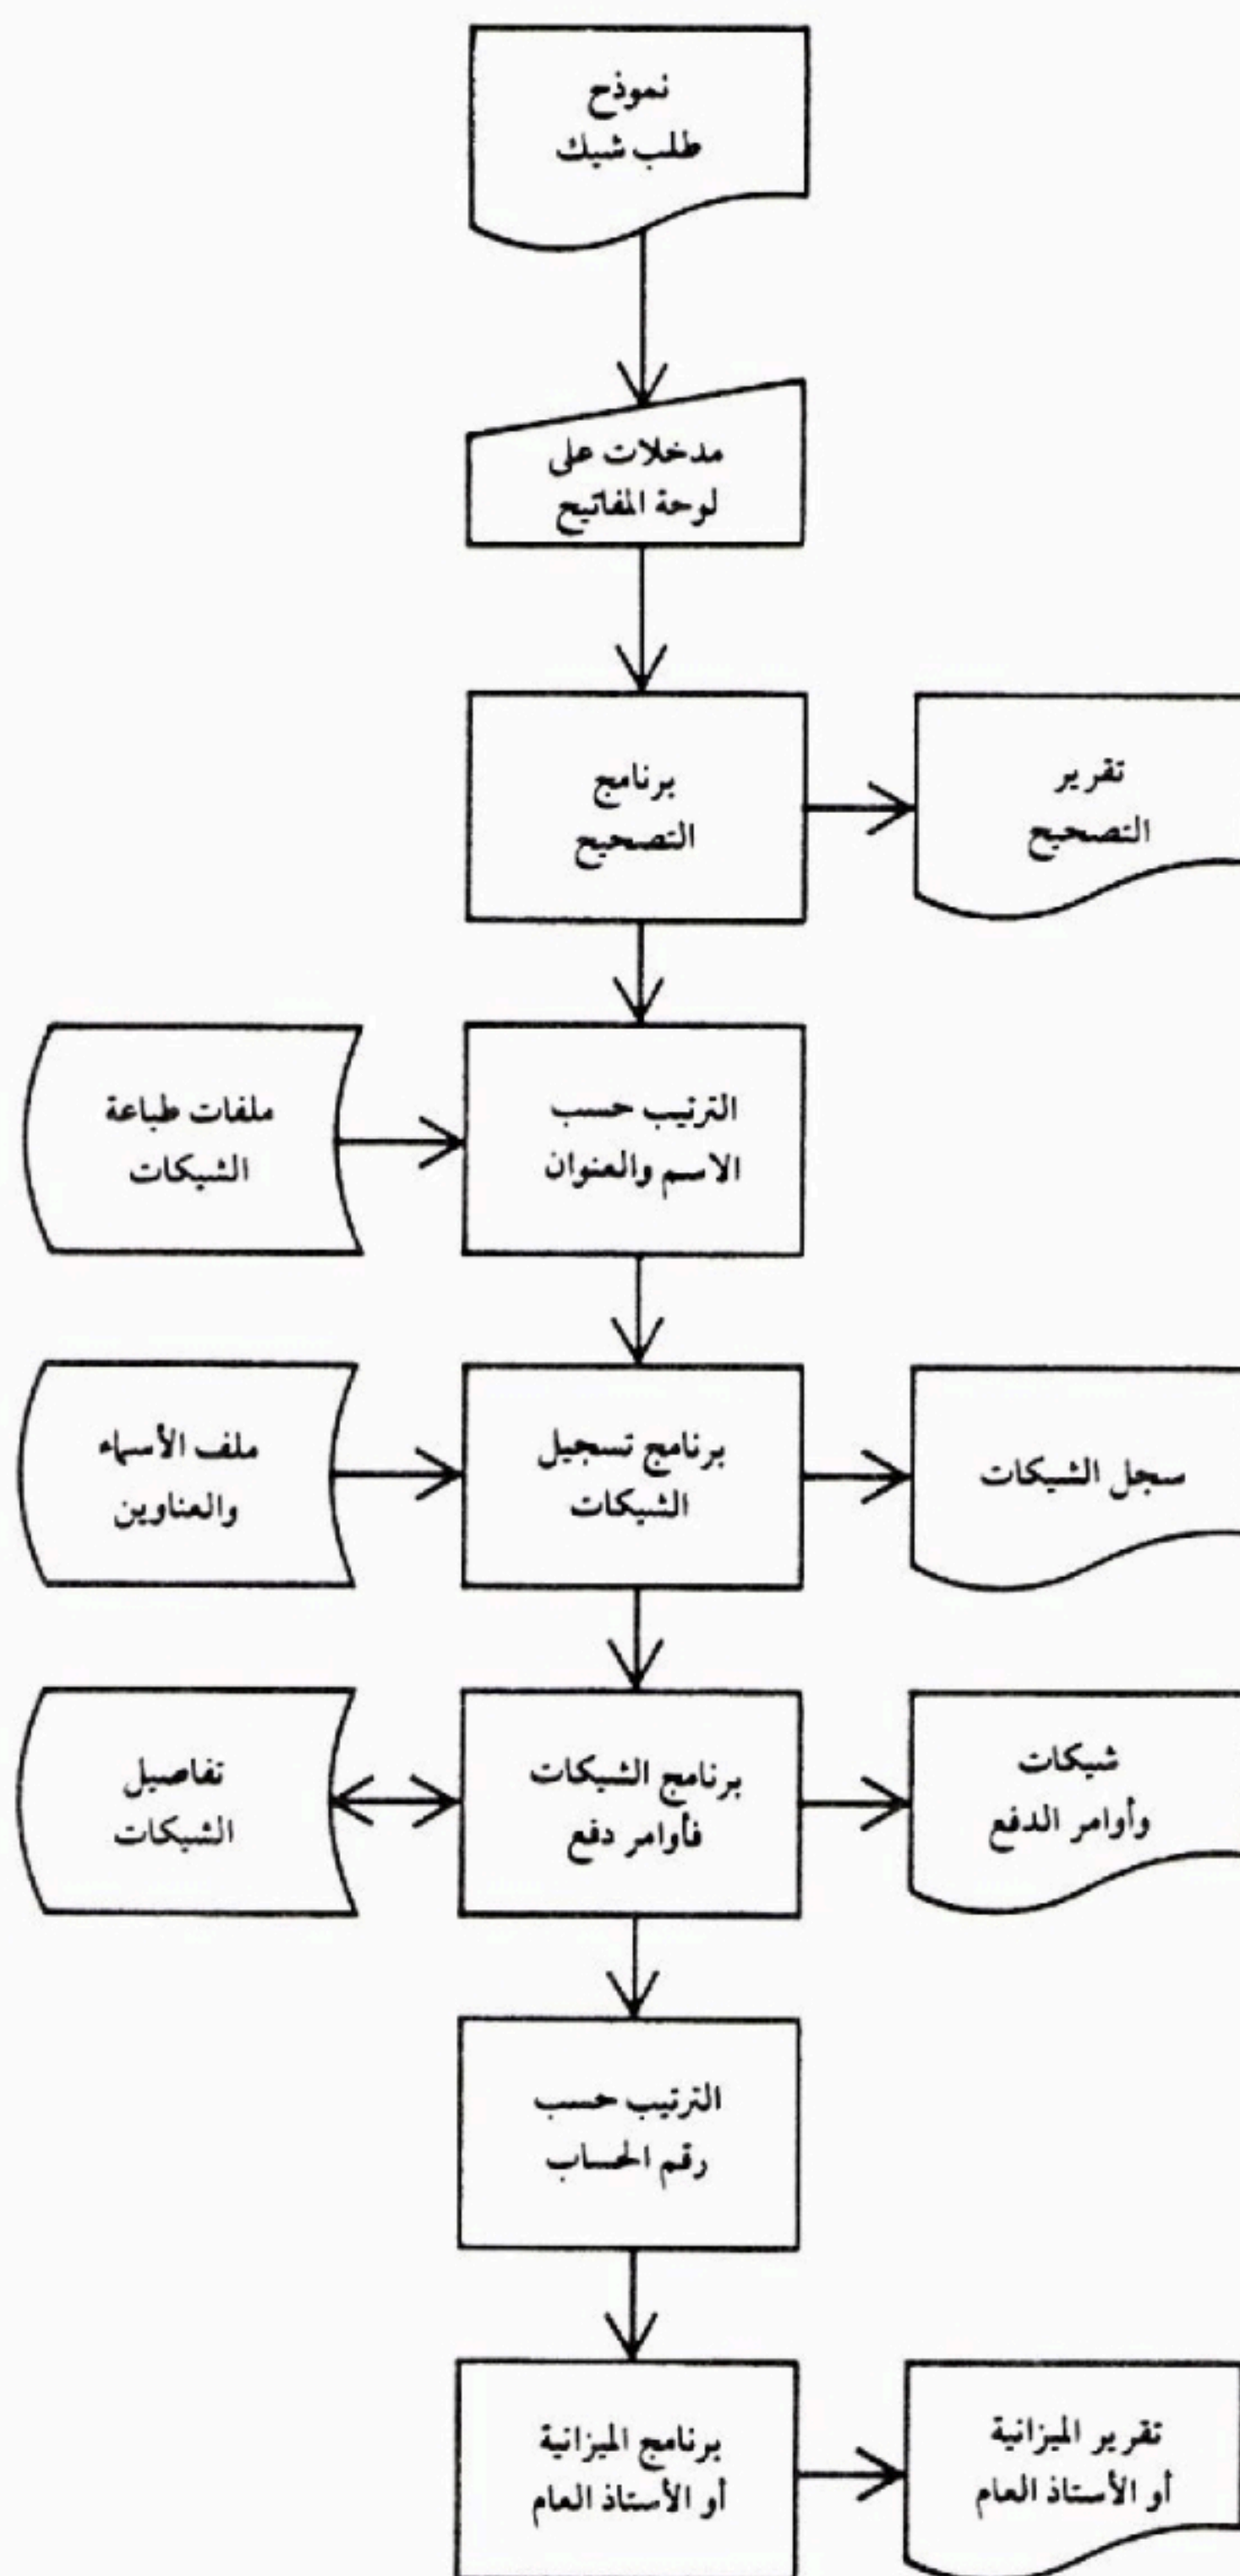 نموذج
طلب شيك
مدخلات على
لوحة المفاتيح
برنامج
التصحيح
تقرير
التصحيح
الترتيب حسب
الاسم والعنوان
ملفات طباعة
الشيكات
برنامج تسجيل
الشيكات
سجل الشيكات
ملف الأسماء
والعناوين
برنامج الشيكات
فأوامر دفع
شيكات
وأوامر الدفع
تفاصيل
الشيكات
الترتيب حسب
رقم الحساب
برنامج الميزانية
أو الأستاذ العام
تقرير الميزانية
أو الأستاذ العام